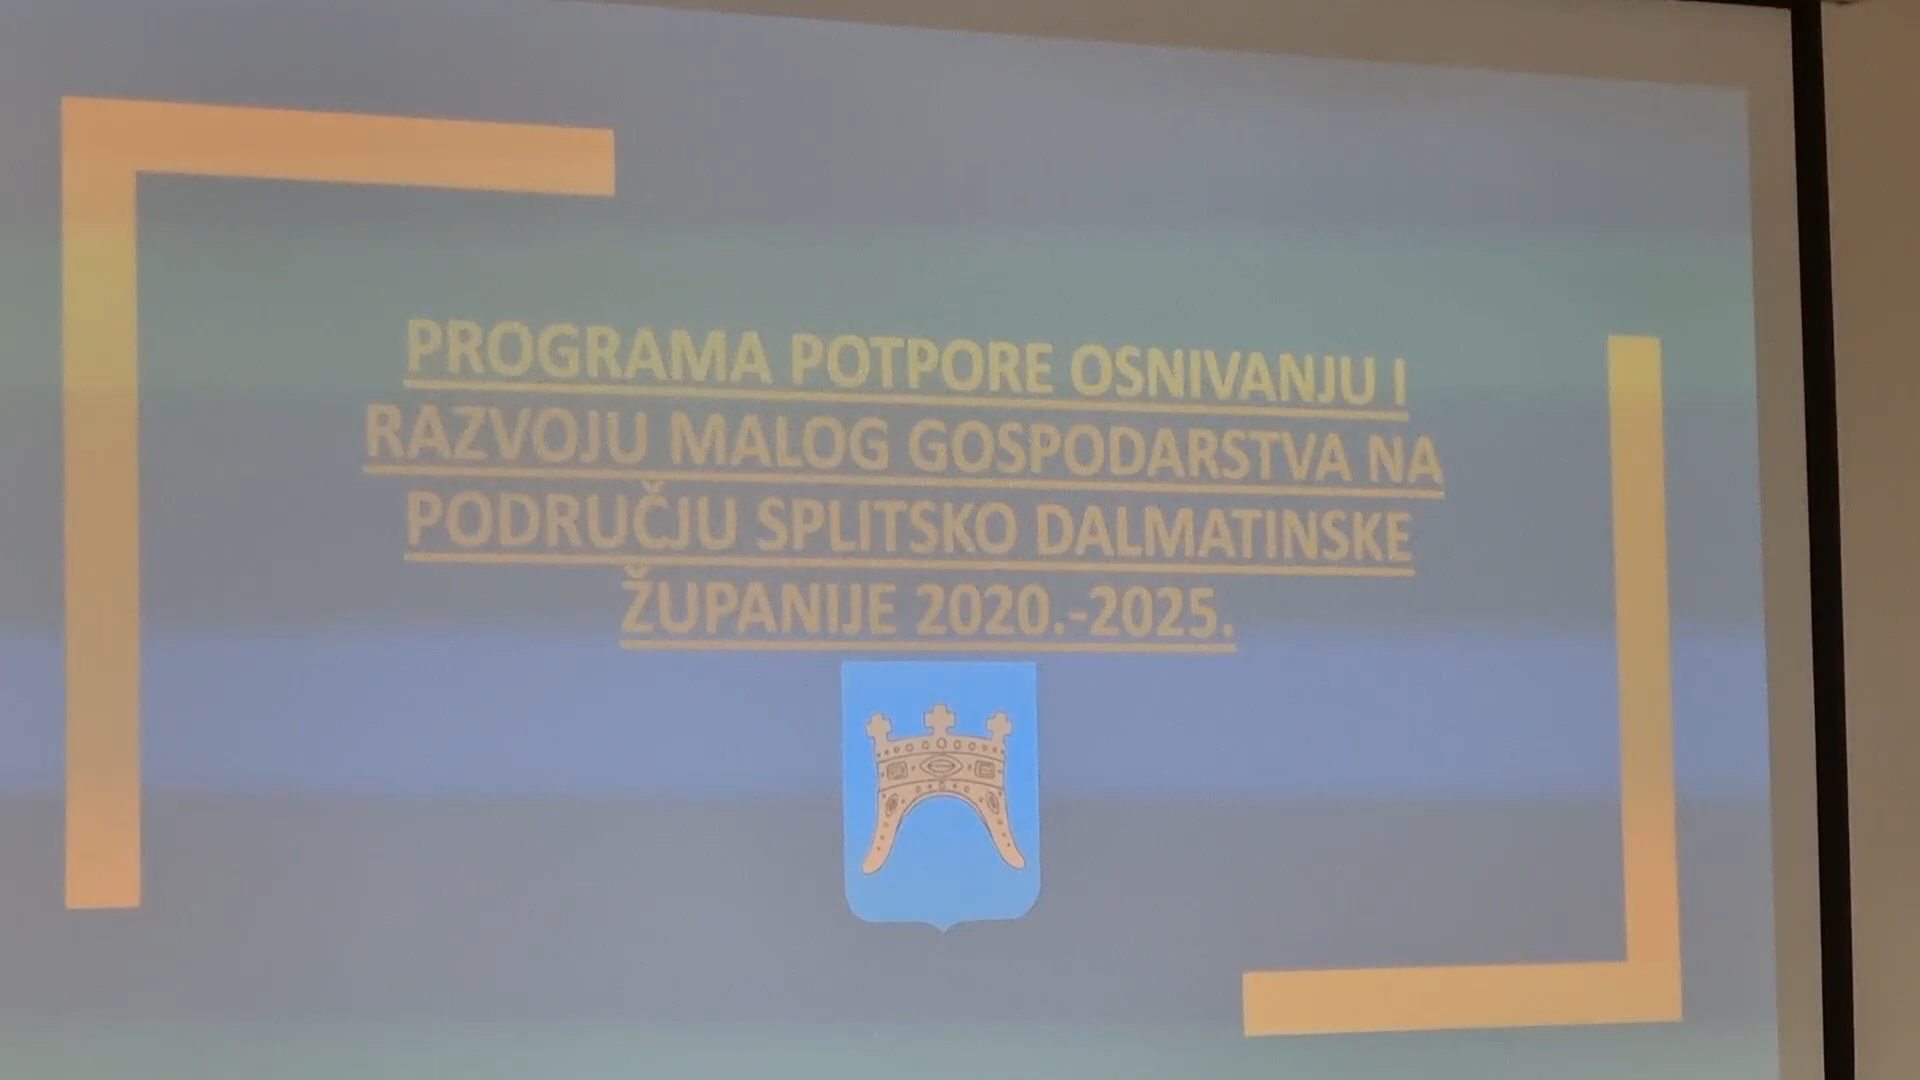 PROGRAMA POTPORE OSNIVANJU I
RAZVOJU MALOG GOSPODARSTVA NA
PODRUČJU SPLITSKO DALMATINSKE
ŽUPANIJE 2020.-2025.